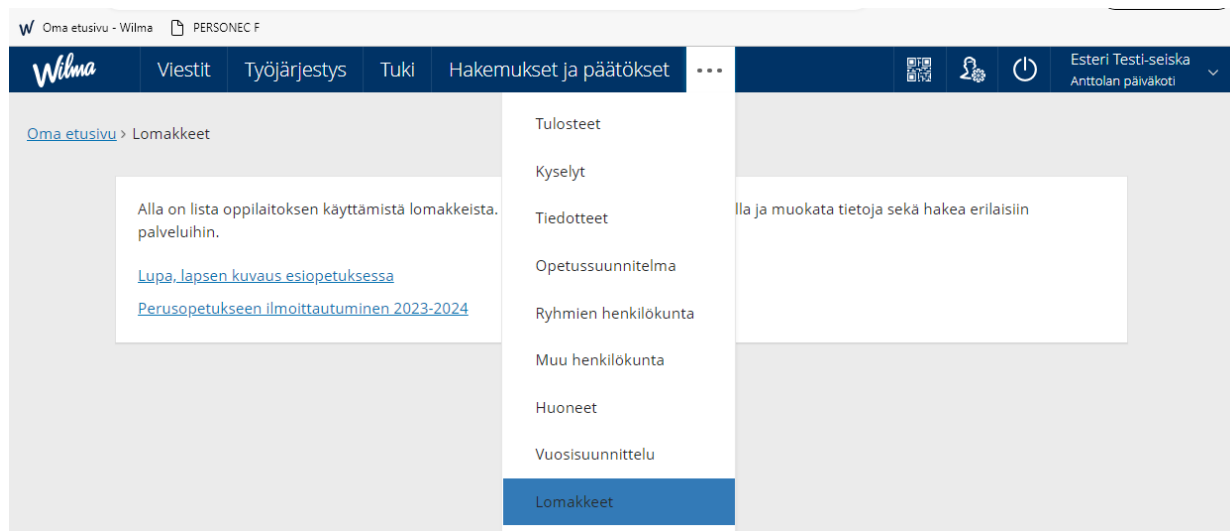 Oma etusivu - Wilma PERSONEC F
Wilma Viestit Työjärjestys Tuki Hakemukset ja päätökset ... Esteri Testi-seiska
Anttolan päiväkoti
Oma etusivu > Lomakkeet
Alla on lista oppilaitoksen käyttämistä lomakkeista. lla ja muokata tietoja sekä hakea erilaisiin
palveluihin.
Lupa, lapsen kuvaus esiopetuksessa
Perusopetukseen ilmoittautuminen 2023-2024
Tulosteet
Kyselyt
Tiedotteet
Opetussuunnitelma
Ryhmien henkilökunta
Muu henkilökunta
Huoneet
Vuosisuunnittelu
Lomakkeet